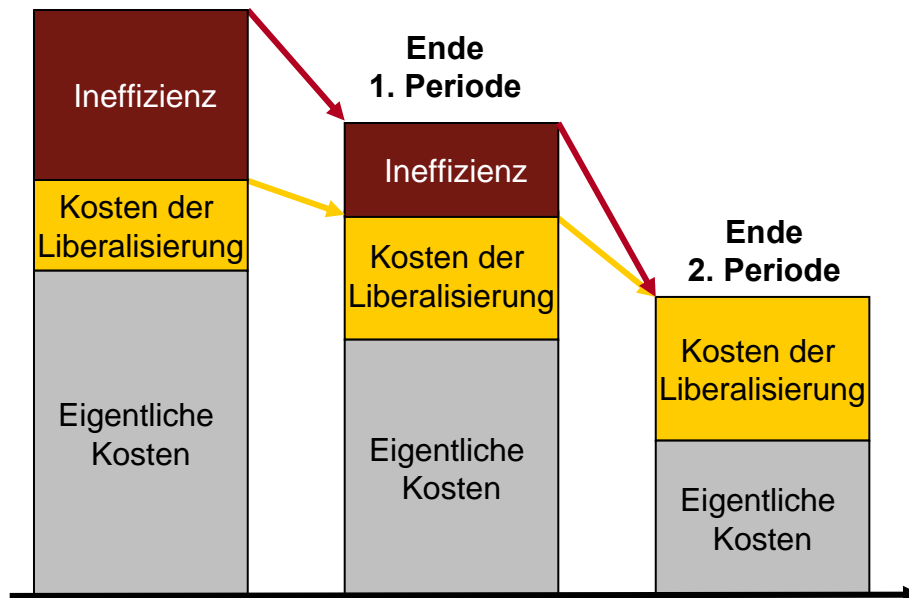 Ineffizienz
Kosten der
Liberalisierung
Eigentliche
Kosten
Ende
1. Periode
Ineffizienz
Kosten der
Liberalisierung
Eigentliche
Kosten
Ende
2. Periode
Kosten der
Liberalisierung
Eigentliche
Kosten